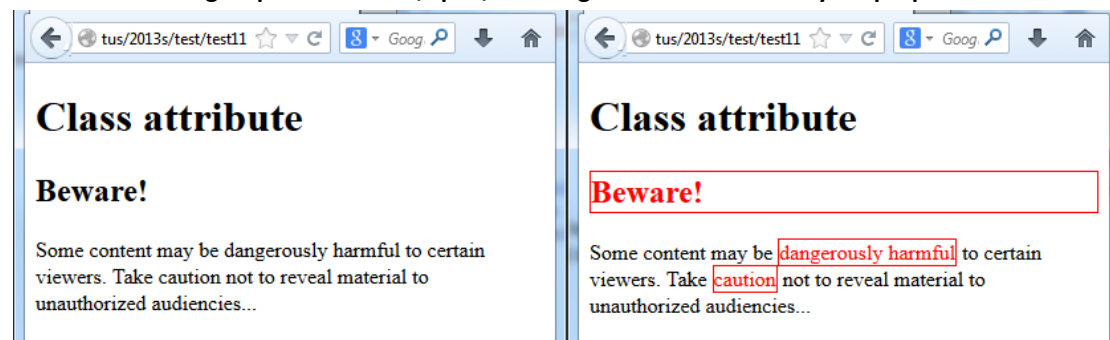 tus/2013s/test/test11 8 Goog.
Class attribute
Beware!
Some content may be dangerously harmful to certain
viewers. Take caution not to reveal material to
unauthorized audiencies...
tus/2013s/test/test11 8 Goog.
Class attribute
Beware!
Some content may be dangerously harmful to certain
viewers. Take caution not to reveal material to
unauthorized audiencies...